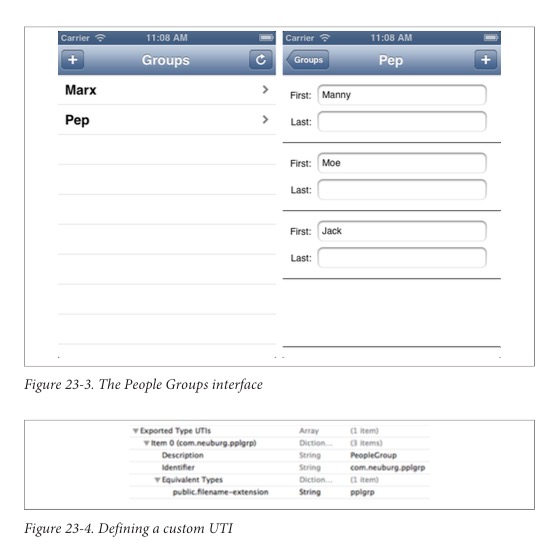 Carrier 11:08 AM
+ Groups
Marx
Pep
Carrier 11:08 AM
Groups Pep +
First: Manny
Last:
First: Moe
Last:
First: Jack
Last:
Figure 23-3. The People Groups interface
Exported Type UTIs Array (1 item)
Item 0 (com.neuburg.pplgrp) Diction... (3 items)
Description String PeopleGroup
Identifier String com.neuburg.pplgrp
Equivalent Types Diction... (1 item)
public.filename-extension String pplgrp
Figure 23-4. Defining a custom UTI